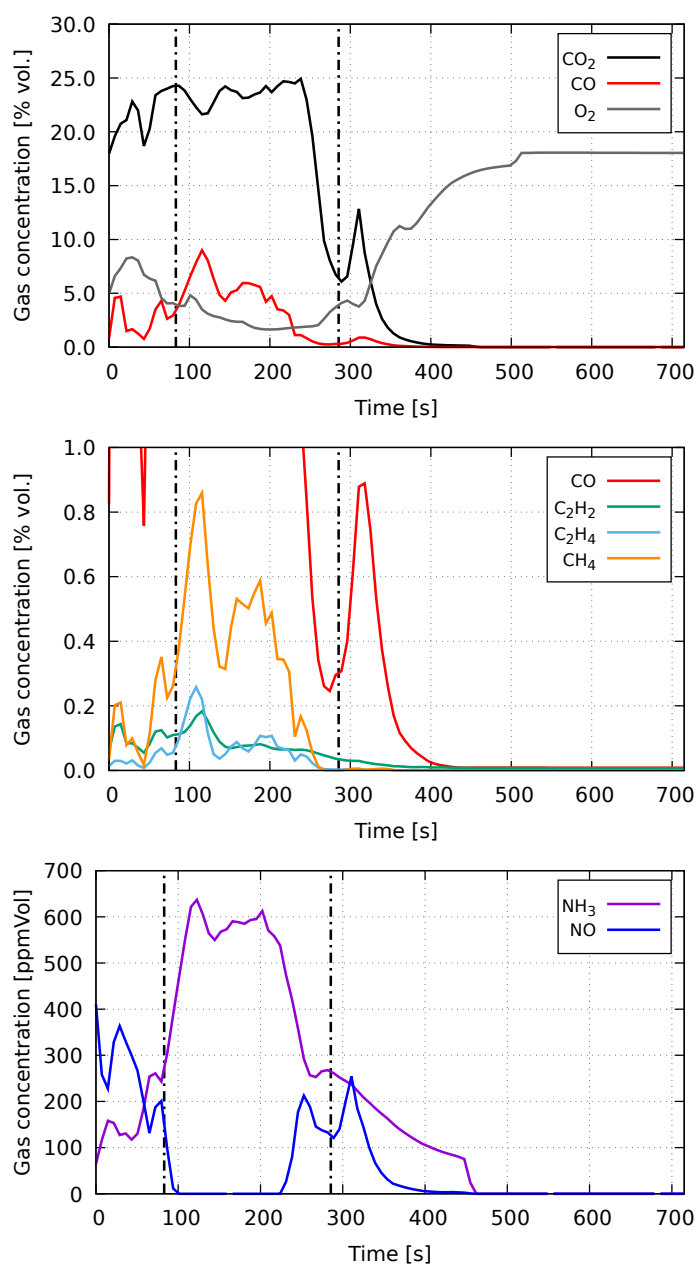 30.0
25.0
20.0
15.0
10.0
5.0
0.0
Gas concentration [% vol.]
CO₂
CO
O₂
0 100 200 300 400 500 600 700
Time [s]
1.0
0.8
0.6
0.4
0.2
0.0
Gas concentration [% vol.]
CO
C₂H₂
C₂H₄
CH₄
0 100 200 300 400 500 600 700
Time [s]
700
600
500
400
300
200
100
0
Gas concentration [ppmVol]
NH₃
NO
0 100 200 300 400 500 600 700
Time [s]